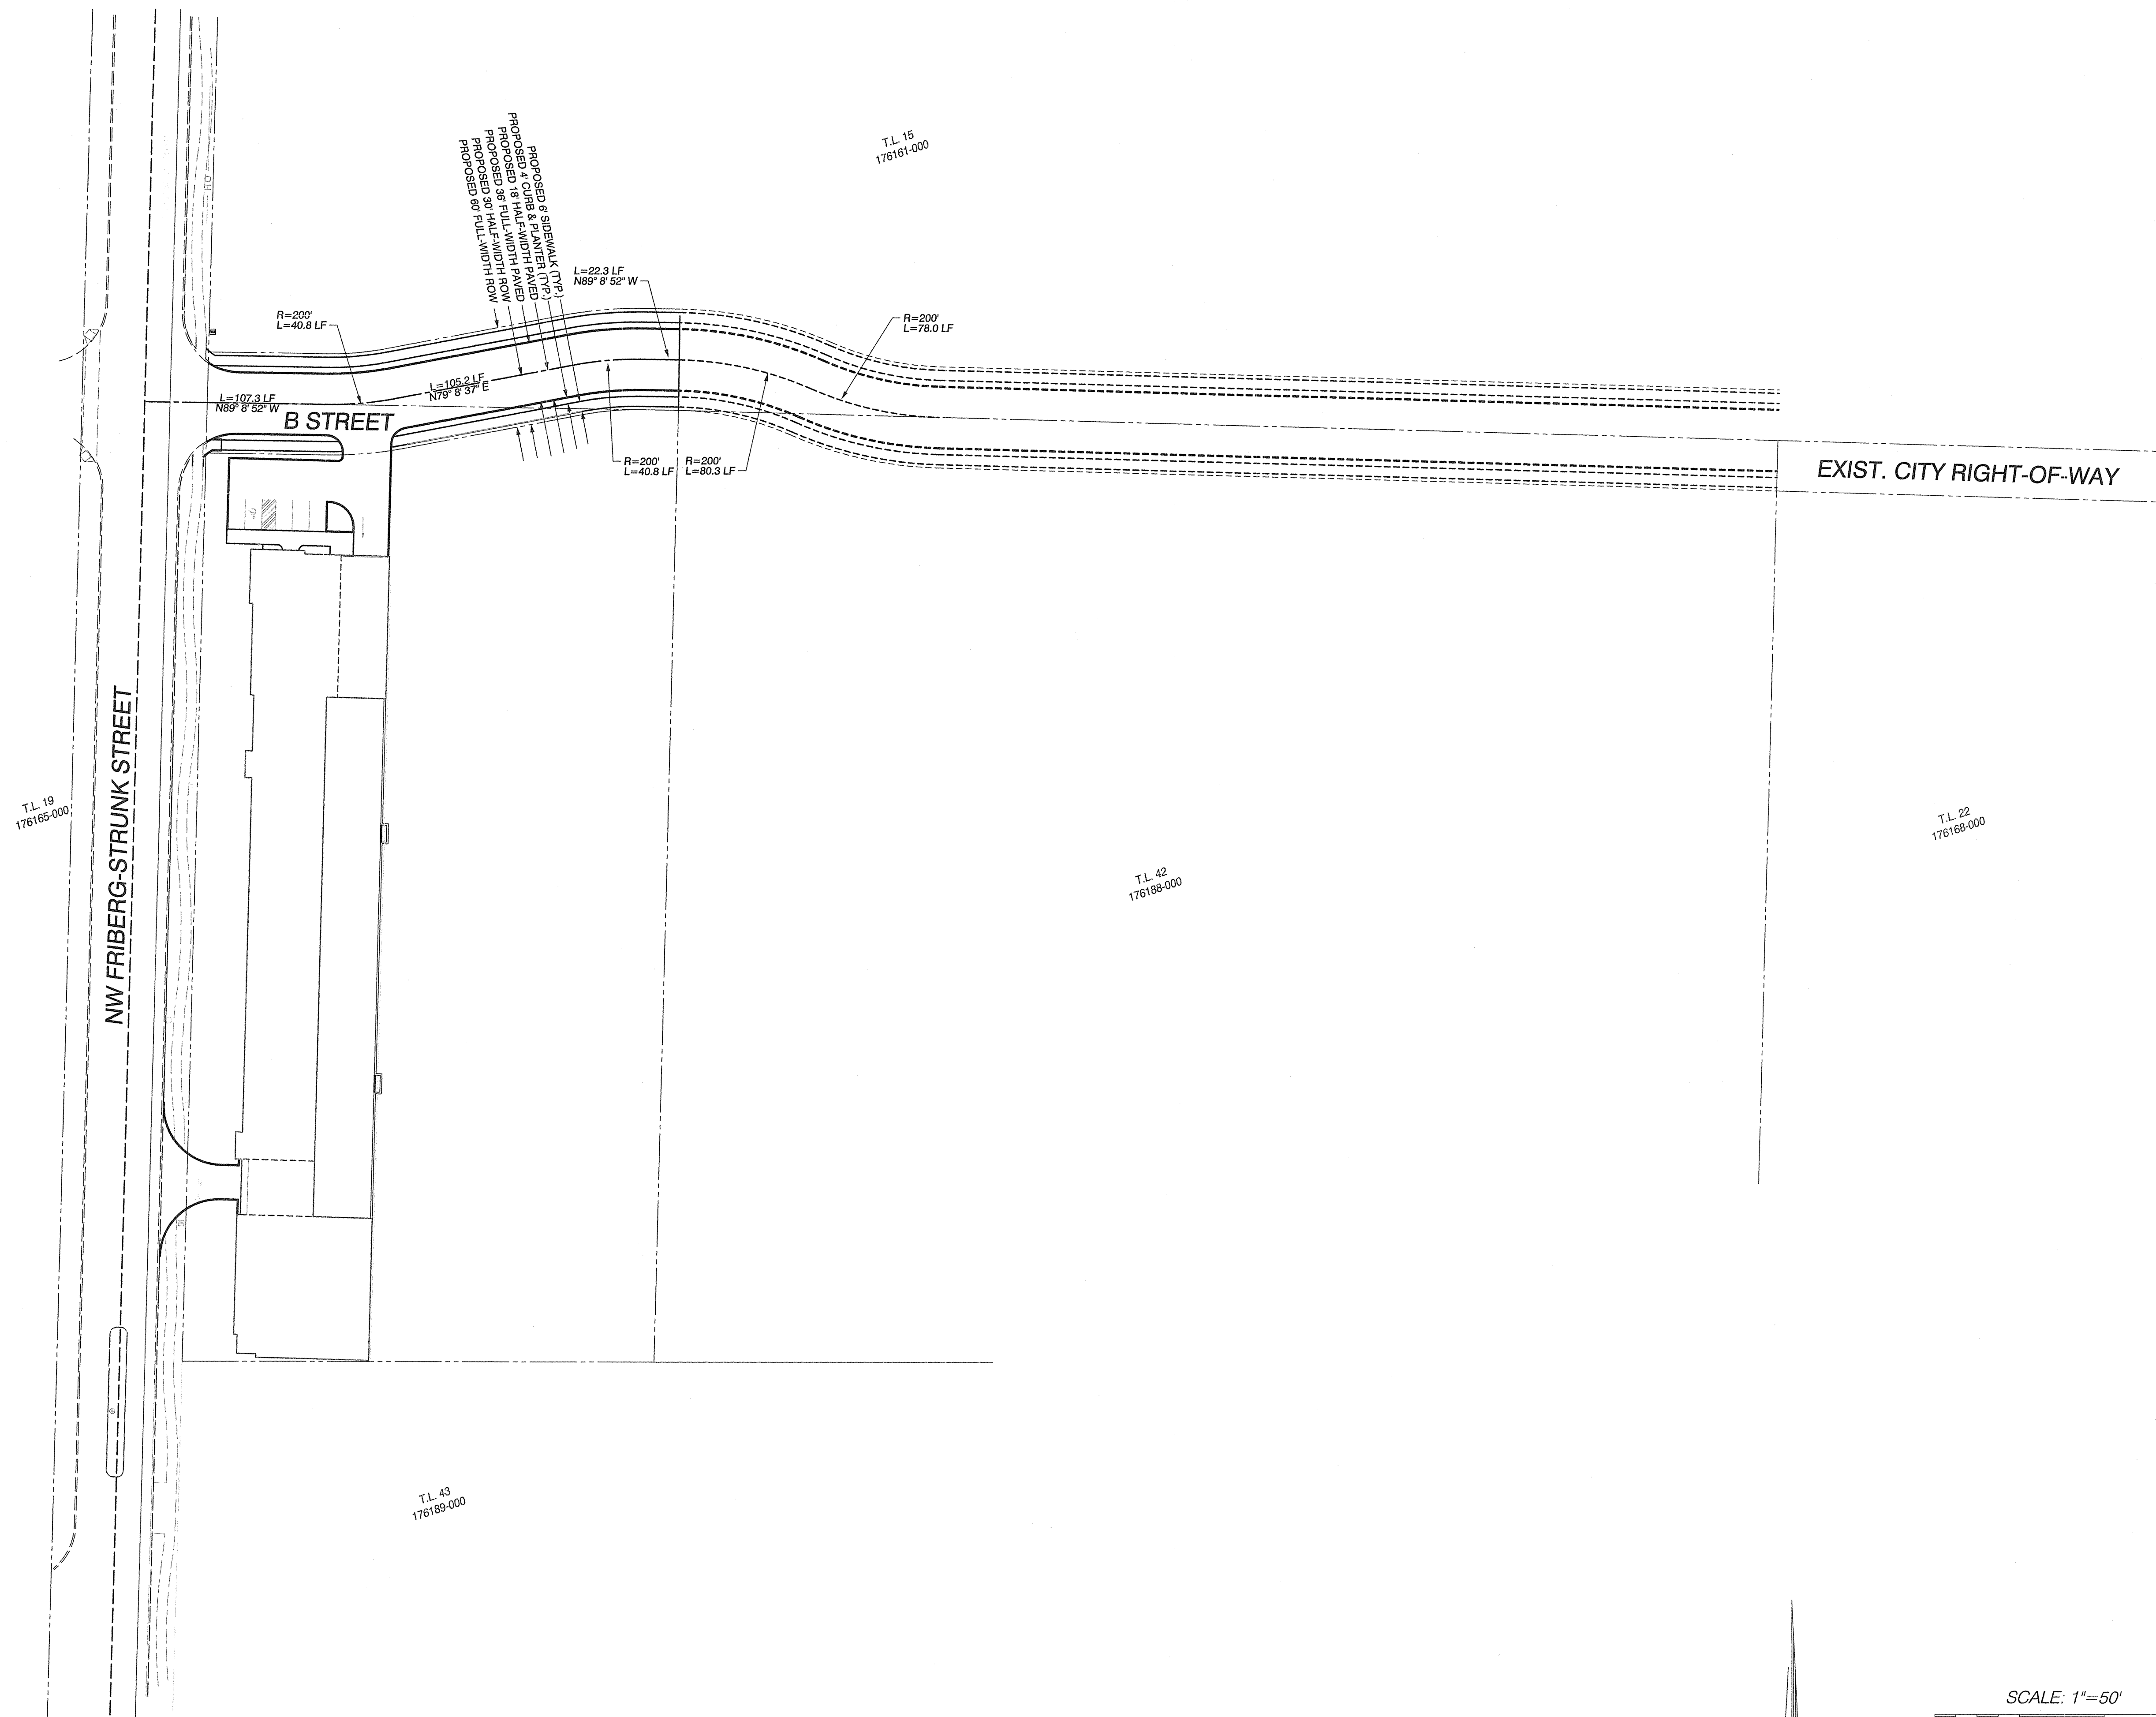 T.L. 15
176161-000
PROPOSED 6' SIDEWALK (TYP.)
PROPOSED 4' CURB & PLANTER (TYP.)
PROPOSED 18' HALF-WIDTH PAVED
PROPOSED 36' FULL-WIDTH PAVED
PROPOSED 30' HALF-WIDTH ROW
PROPOSED 60' FULL-WIDTH ROW
L=22.3 LF
N89° 8' 52" W
R=200'
L=40.8 LF
R=200'
L=78.0 LF
L=105.2 LF
N79° 8' 37" E
L=107.3 LF
N89° 8' 52" W
B STREET
R=200'
L=40.8 LF
R=200'
L=80.3 LF
EXIST. CITY RIGHT-OF-WAY
NW FRIBERG-STRUNK STREET
T.L. 19
176165-000
T.L. 22
176168-000
T.L. 42
176188-000
T.L. 43
176189-000
SCALE: 1"=50'